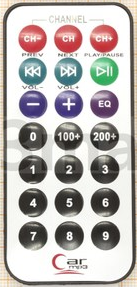 CHANNEL
CH- CH CH+
PREV NEXT PLAY/PAUSE
VOL- VOL+
EQ
0 100+ 200+
1 2 3
4 5 6
7 8 9
Car
mp3